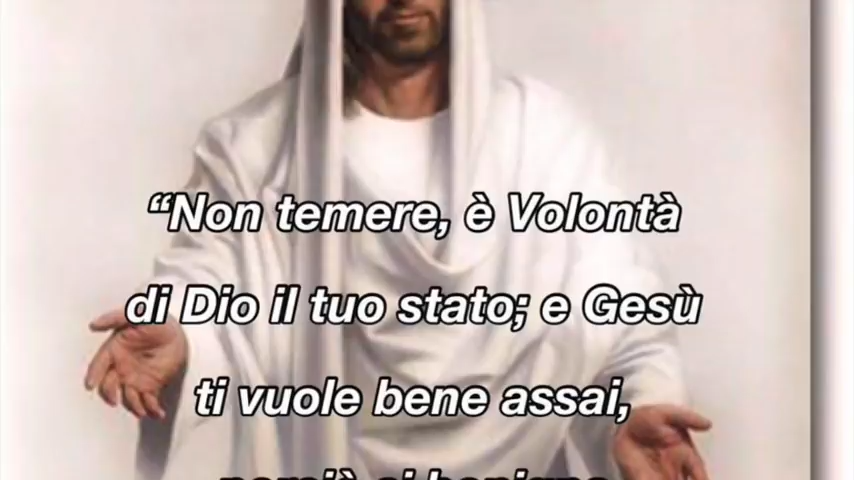 “Non temere, è Volontà
di Dio il tuo stato; e Gesù
ti vuole bene assai,